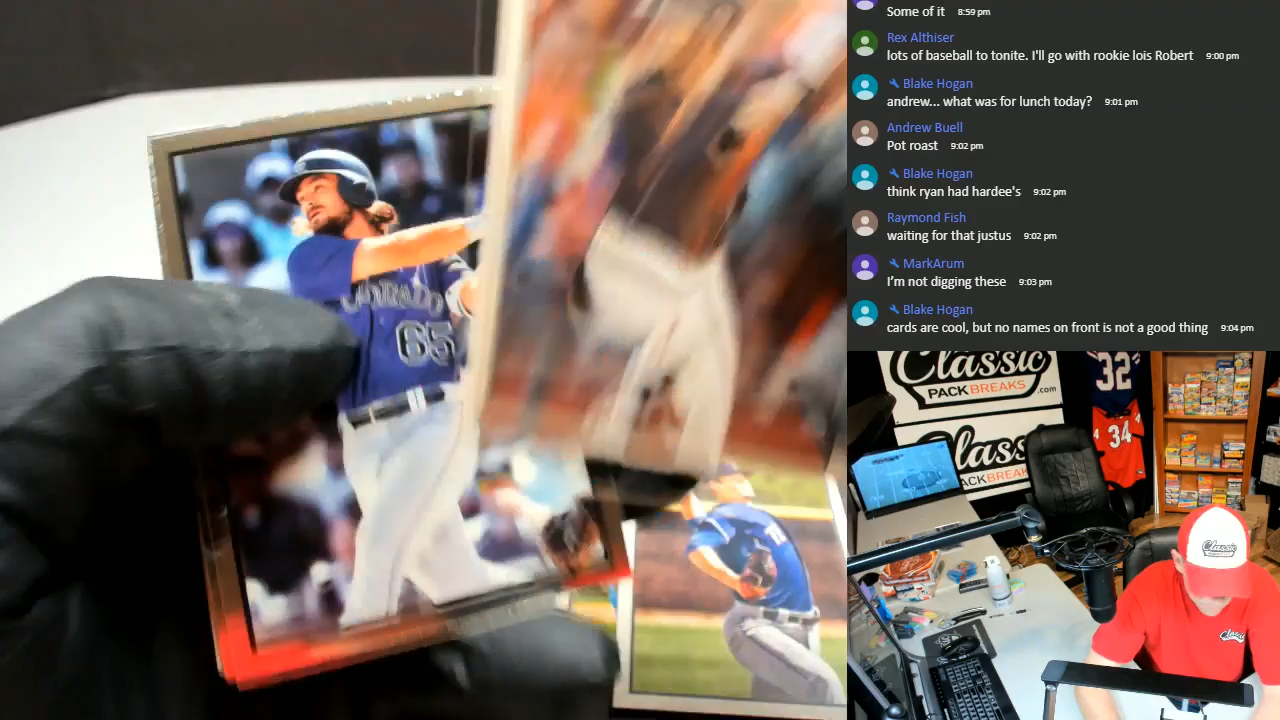 Some of it 8:59 pm
Rex Althiser
lots of baseball to tonite. I'll go with rookie lois Robert 9:00 pm
Blake Hogan
andrew... what was for lunch today? 9:01 pm
Andrew Buell
Pot roast 9:02 pm
Blake Hogan
think ryan had hardee's 9:02 pm
Raymond Fish
waiting for that justus 9:02 pm
MarkArum
I'm not digging these 9:03 pm
Blake Hogan
cards are cool, but no names on front is not a good thing 9:04 pm
65
Classic
PACKBREAKS.com
32
4 34 4
Classic
Classic